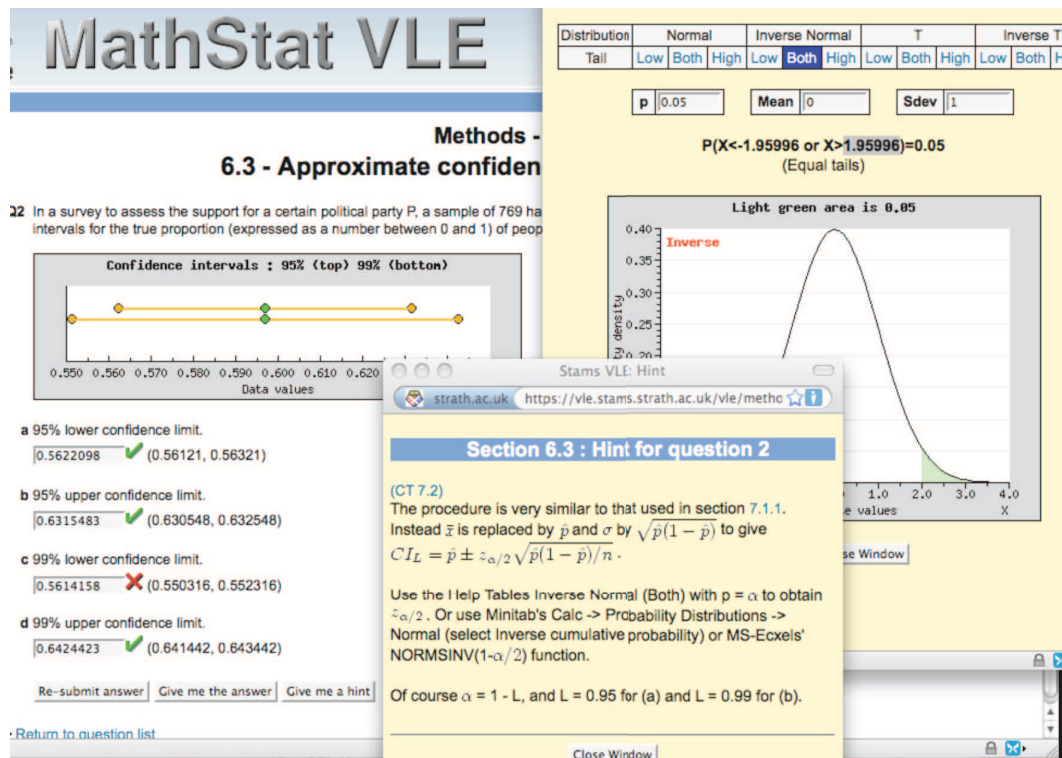 MathStat VLE
Methods -
6.3 - Approximate confiden
Q2 In a survey to assess the support for a certain political party P, a sample of 769 ha
intervals for the true proportion (expressed as a number between 0 and 1) of peop
Confidence intervals : 95% (top) 99% (bottom)
0.550 0.560 0.570 0.580 0.590 0.600 0.610 0.620
Data values
a 95% lower confidence limit.
0.5622098 (0.56121, 0.56321)
b 95% upper confidence limit.
0.6315483 (0.630548, 0.632548)
c 99% lower confidence limit.
0.5614158 (0.550316, 0.552316)
d 99% upper confidence limit.
0.6424423 (0.641442, 0.643442)
Re-submit answer Give me the answer Give me a hint
Return to question list
Distribution Normal Inverse Normal T Inverse T
Tail Low Both High Low Both High Low Both High Low Both H
p 0.05 Mean 0 Sdev 1
P(X<-1.95996 or X>1.95996)=0.05
(Equal tails)
Light green area is 0.05
Inverse
0.40
0.35
0.30
0.25
0.20
ty density
1.0 2.0 3.0 4.0
e values X
se Window
Stams VLE: Hint
strath.ac.uk https://vle.stams.strath.ac.uk/vle/metho
Section 6.3 : Hint for question 2
(CT 7.2)
The procedure is very similar to that used in section 7.1.1.
Instead x̄ is replaced by p̂ and σ by √p̂(1 − p̂) to give
CI_L = p̂ ± z_α/2 √p̂(1 − p̂)/n .
Use the Help Tables Inverse Normal (Both) with p = α to obtain
z_α/2 . Or use Minitab's Calc -> Probability Distributions ->
Normal (select Inverse cumulative probability) or MS-Ecxels'
NORMSINV(1-α/2) function.
Of course α = 1 - L, and L = 0.95 for (a) and L = 0.99 for (b).
Close Window